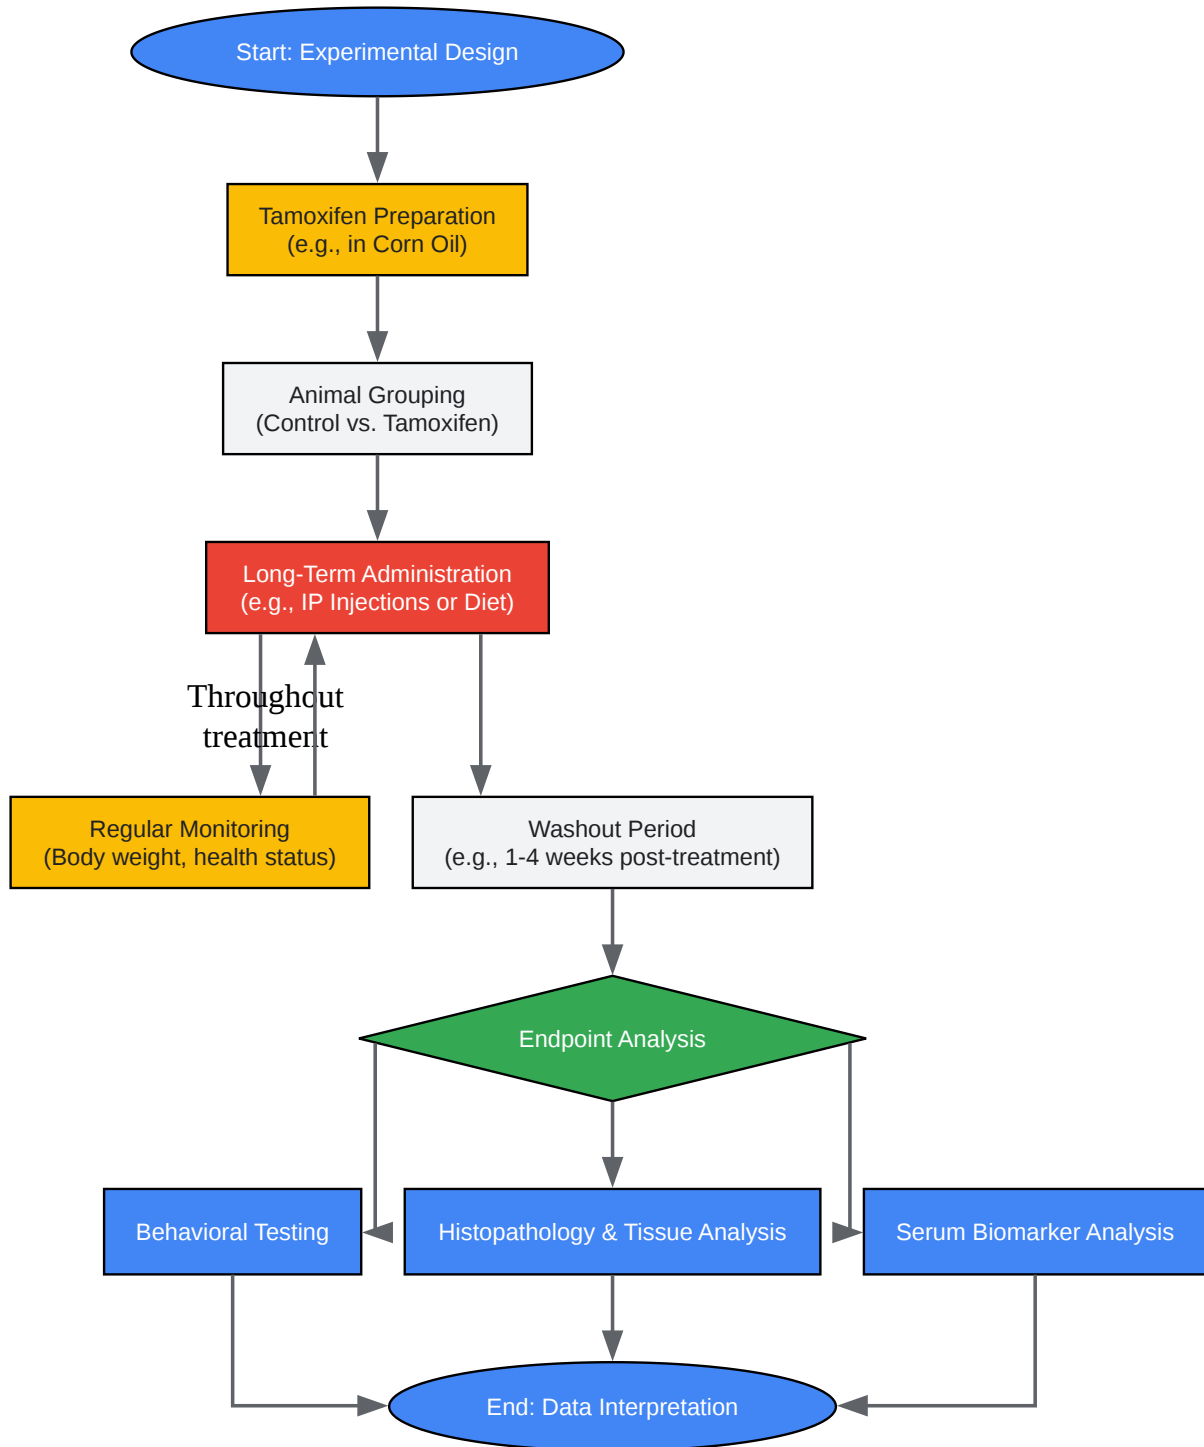 Start: Experimental Design
Tamoxifen Preparation
(e.g., in Corn Oil)
Animal Grouping
(Control vs. Tamoxifen)
Long-Term Administration
(e.g., IP Injections or Diet)
Throughout
treatment
Regular Monitoring
(Body weight, health status)
Washout Period
(e.g., 1-4 weeks post-treatment)
Endpoint Analysis
Behavioral Testing
Histopathology & Tissue Analysis
Serum Biomarker Analysis
End: Data Interpretation